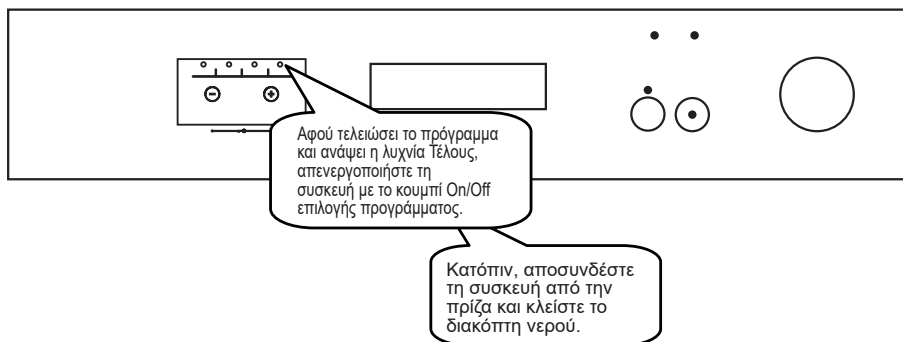 Αφού τελειώσει το πρόγραμμα
και ανάψει η λυχνία Τέλους,
απενεργοποιήστε τη
συσκευή με το κουμπί On/Off
επιλογής προγράμματος.
Κατόπιν, αποσυνδέστε
τη συσκευή από την
πρίζα και κλείστε το
διακόπτη νερού.